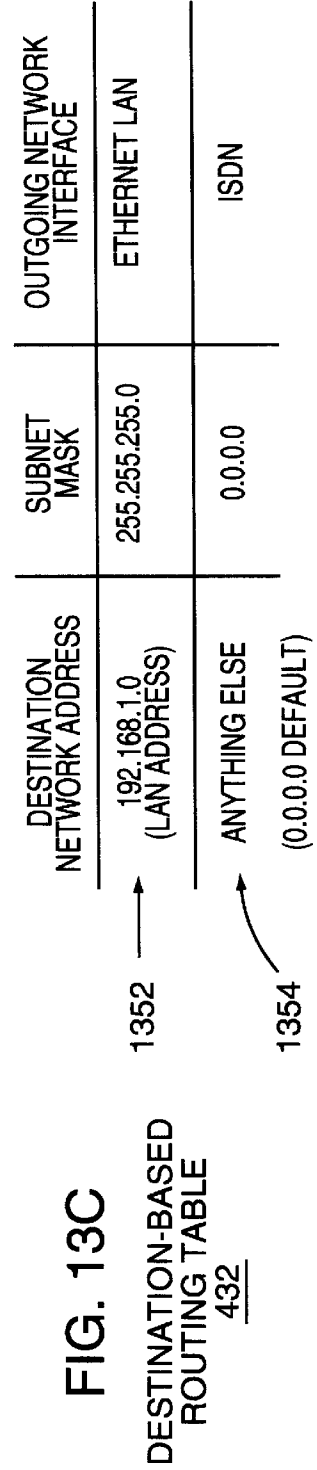 FIG. 13C
DESTINATION-BASED
ROUTING TABLE
432
DESTINATION
NETWORK ADDRESS
SUBNET
MASK
OUTGOING NETWORK
INTERFACE
1352
192.168.1.0
(LAN ADDRESS)
255.255.255.0
ETHERNET LAN
1354
ANYTHING ELSE
(0.0.0.0 DEFAULT)
0.0.0.0
ISDN